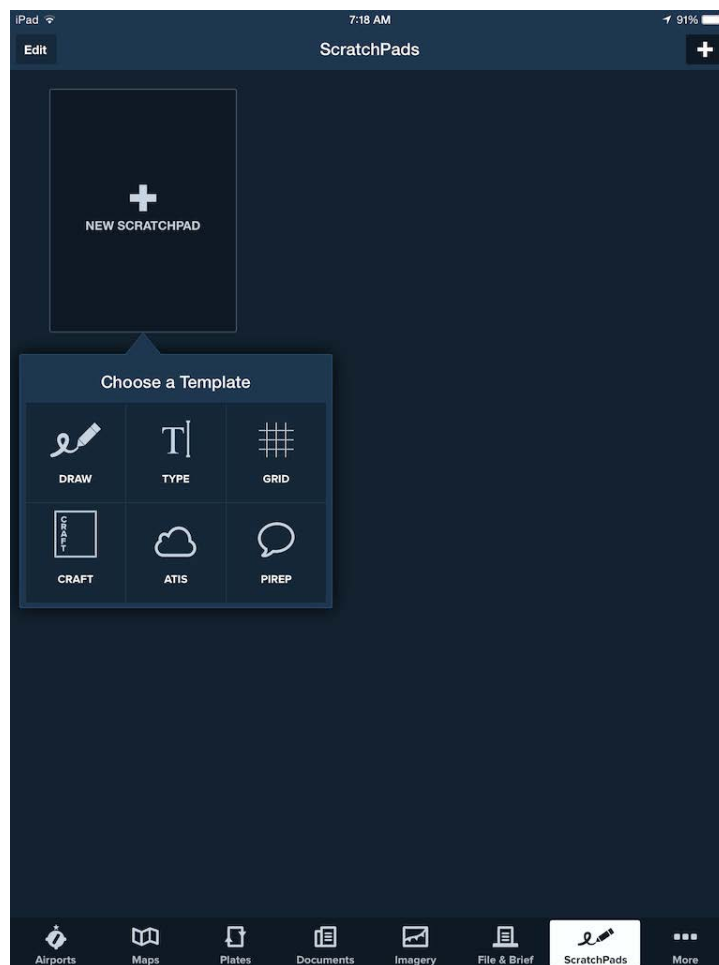 iPad 7:18 AM 91%
Edit ScratchPads
NEW SCRATCHPAD
Choose a Template
DRAW TYPE GRID
C
R
A
F
T
CRAFT ATIS PIREP
Airports Maps Plates Documents Imagery File & Brief ScratchPads More